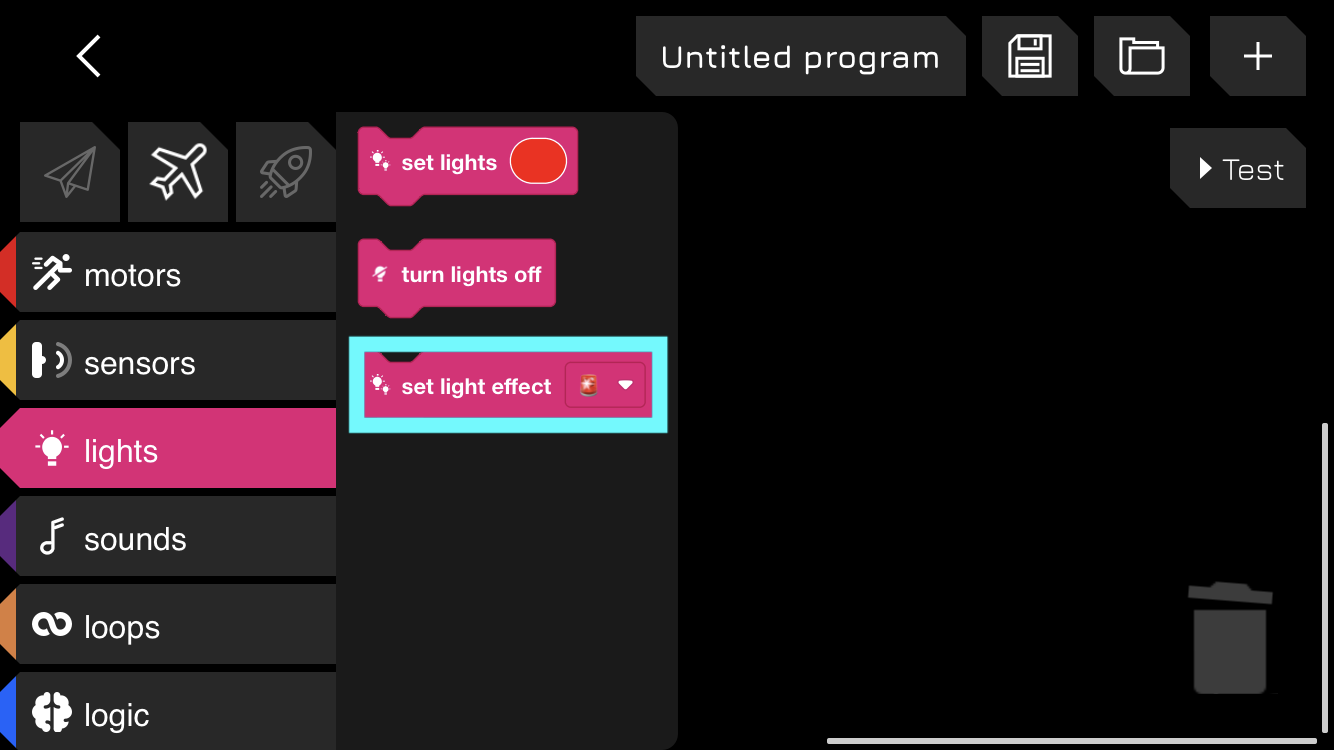 Untitled program
Test
motors
sensors
lights
sounds
loops
logic
set lights
turn lights off
set light effect